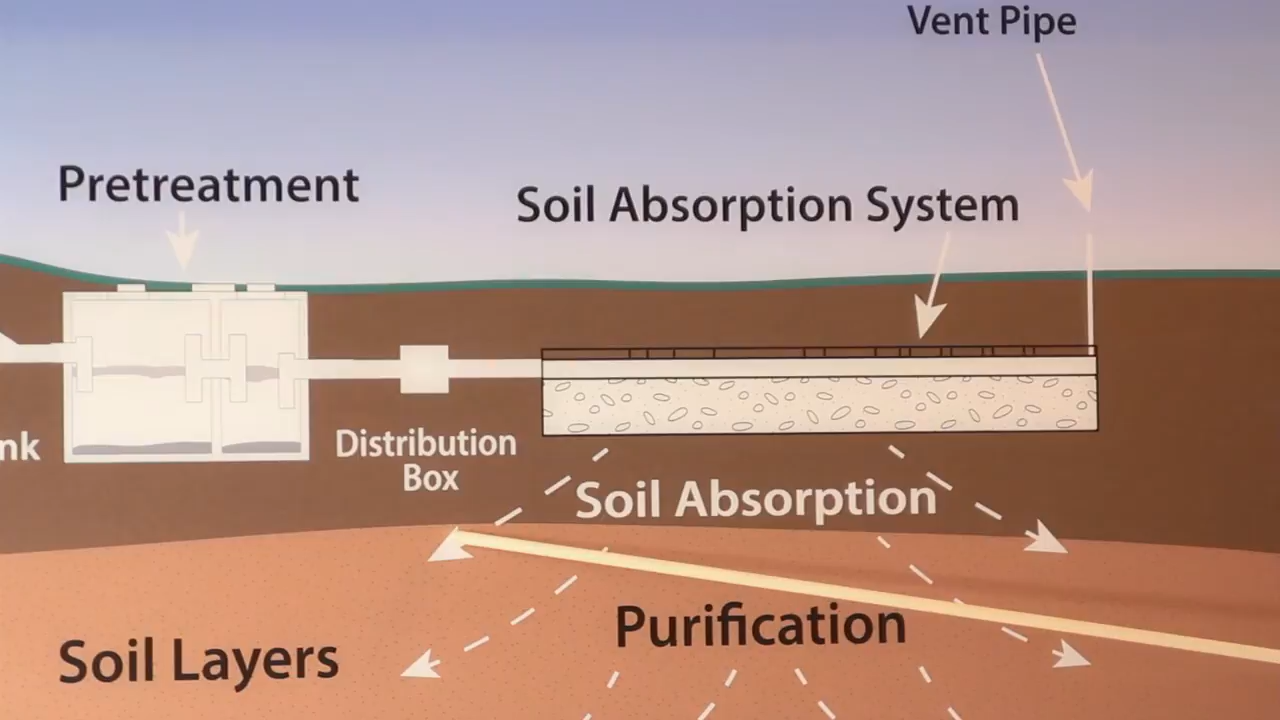 Vent Pipe
Pretreatment
Soil Absorption System
nk
Distribution
Box
Soil Absorption
Purification
Soil Layers